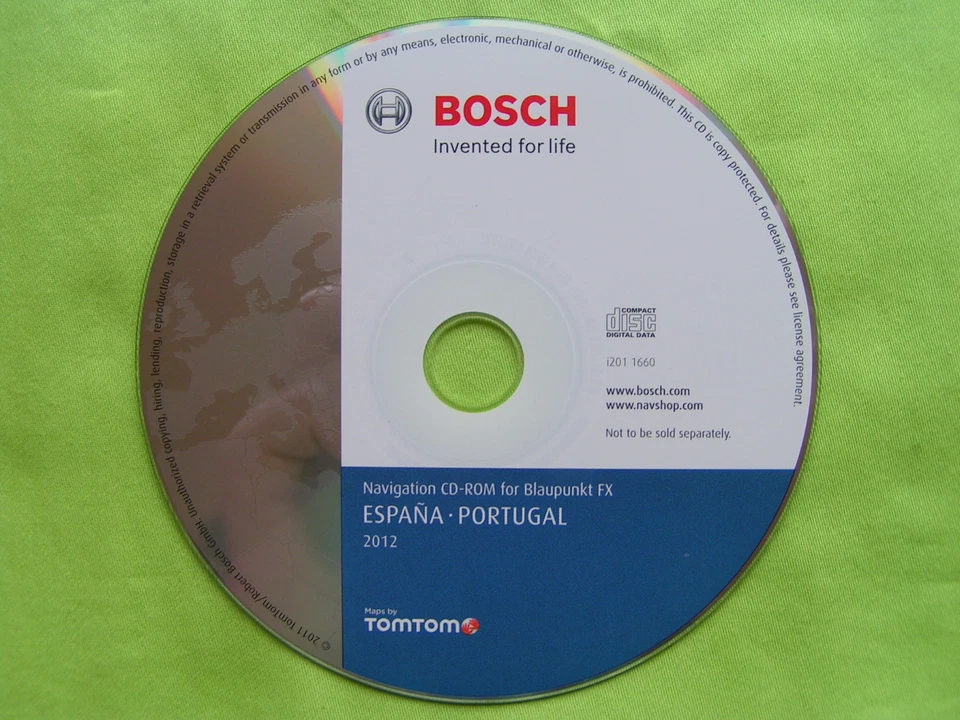 BOSCH
Invented for life
COMPACT
disc
DIGITAL DATA
i201 1660
www.bosch.com
www.navshop.com
Not to be sold separately.
Navigation CD-ROM for Blaupunkt FX
ESPAÑA · PORTUGAL
2012
Maps by
TOMTOM
© 2011 TomTom/Robert Bosch GmbH. Unauthorized copying, hiring, lending, reproduction, storage in a retrieval system or transmission in any form or by any means, electronic, mechanical or otherwise, is prohibited. This CD is copy protected. For details please see license agreement.